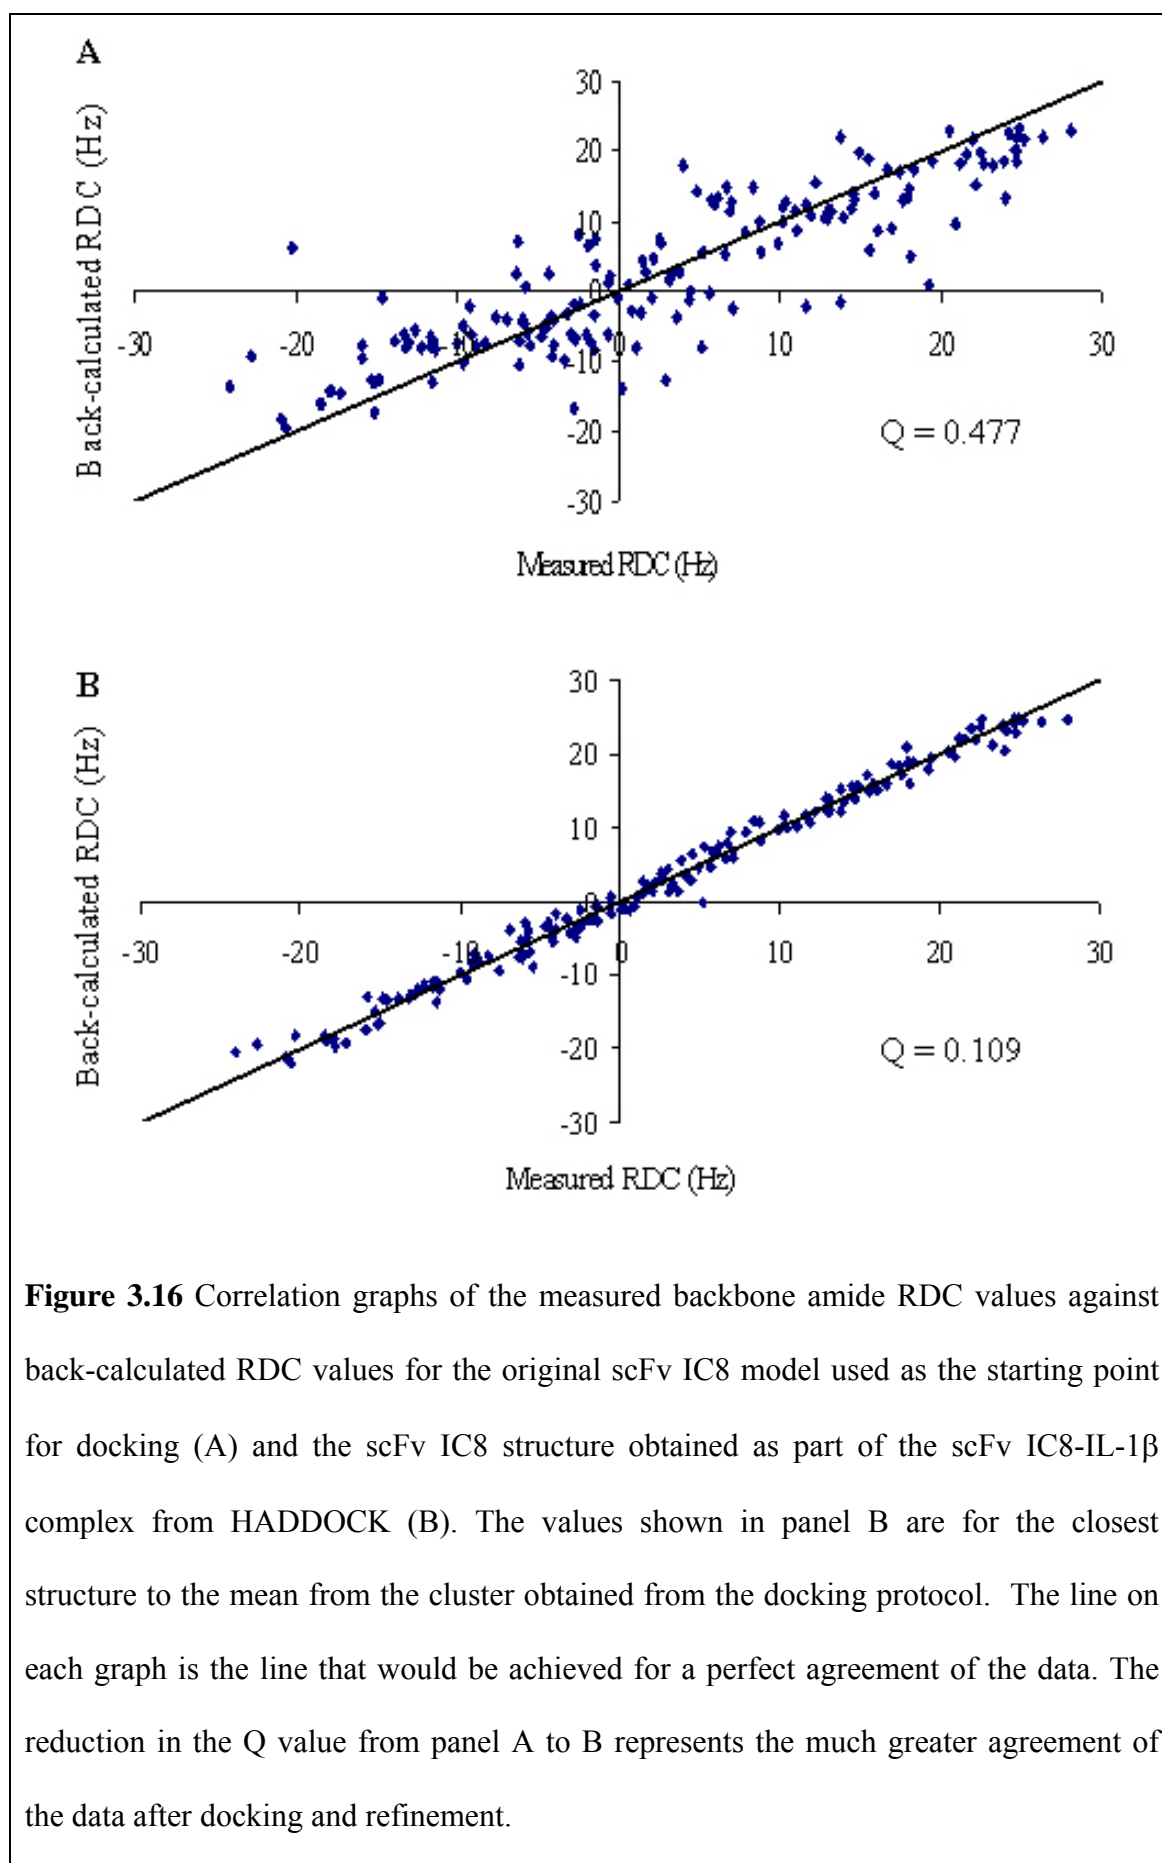 A
Back-calculated RDC (Hz)
30
20
10
0
-30 -20 -10 0 10 20 30
-10
-20
-30
Q = 0.477
Measured RDC (Hz)
B
Back-calculated RDC (Hz)
30
20
10
0
-30 -20 -10 0 10 20 30
-10
-20
-30
Q = 0.109
Measured RDC (Hz)
Figure 3.16 Correlation graphs of the measured backbone amide RDC values against
back-calculated RDC values for the original scFv IC8 model used as the starting point
for docking (A) and the scFv IC8 structure obtained as part of the scFv IC8-IL-1β
complex from HADDOCK (B). The values shown in panel B are for the closest
structure to the mean from the cluster obtained from the docking protocol. The line on
each graph is the line that would be achieved for a perfect agreement of the data. The
reduction in the Q value from panel A to B represents the much greater agreement of
the data after docking and refinement.